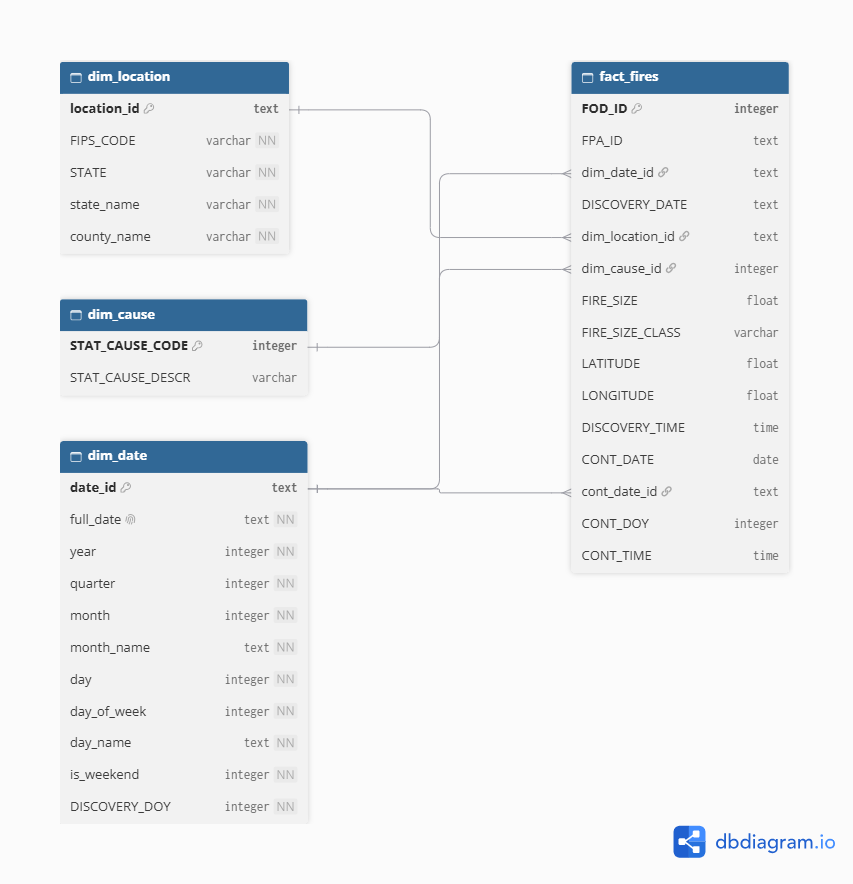 dim_location
location_id text
FIPS_CODE varchar NN
STATE varchar NN
state_name varchar NN
county_name varchar NN
dim_cause
STAT_CAUSE_CODE integer
STAT_CAUSE_DESCR varchar
dim_date
date_id text
full_date text NN
year integer NN
quarter integer NN
month integer NN
month_name text NN
day integer NN
day_of_week integer NN
day_name text NN
is_weekend integer NN
DISCOVERY_DOY integer NN
fact_fires
FOD_ID integer
FPA_ID text
dim_date_id text
DISCOVERY_DATE text
dim_location_id text
dim_cause_id integer
FIRE_SIZE float
FIRE_SIZE_CLASS varchar
LATITUDE float
LONGITUDE float
DISCOVERY_TIME time
CONT_DATE date
cont_date_id text
CONT_DOY integer
CONT_TIME time
dbdiagram.io